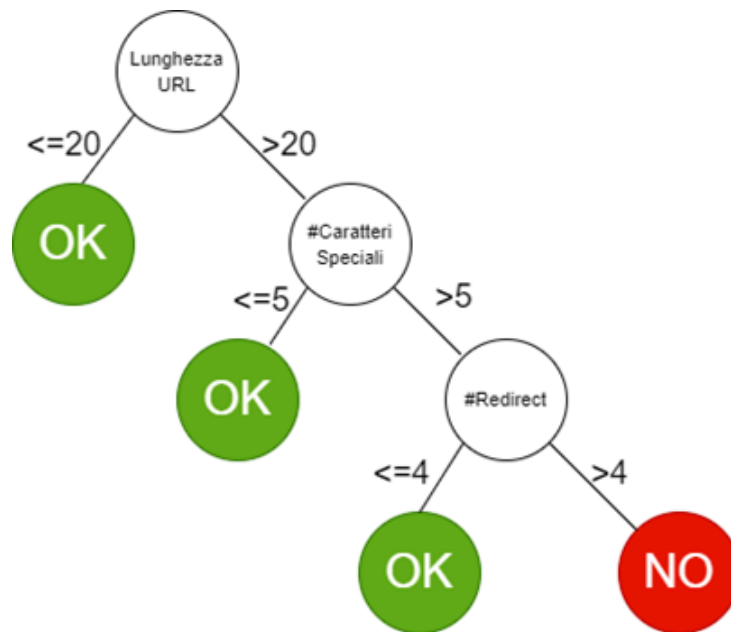 Lunghezza
URL
<=20
>20
OK
#Caratteri
Speciali
<=5
>5
OK
#Redirect
<=4
>4
OK
NO